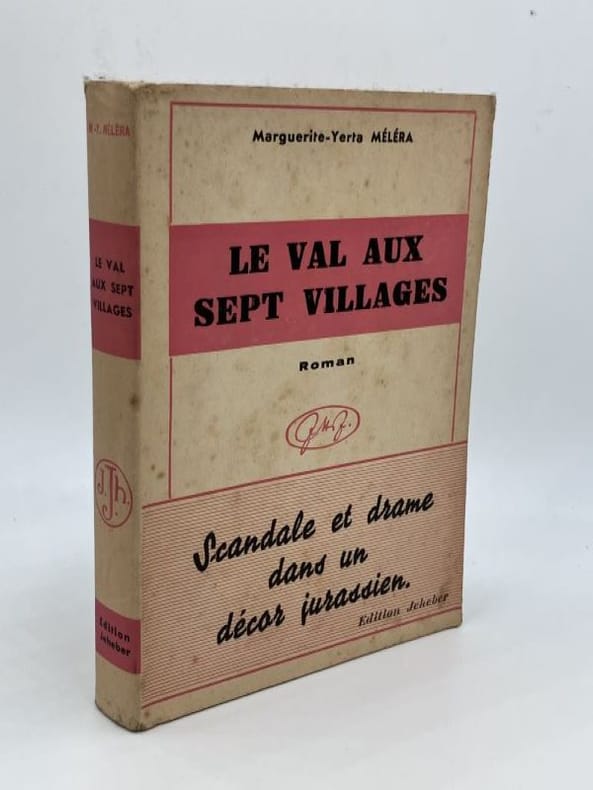 Marguerite-Yerta MÉLÉRA
LE VAL AUX
SEPT VILLAGES
Roman
Scandale et drame
dans un
décor jurassien.
Edition Jeheber
M.-Y. MÉLÉRA
LE VAL
AUX SEPT
VILLAGES
J.J.h.
Edition
Jeheber